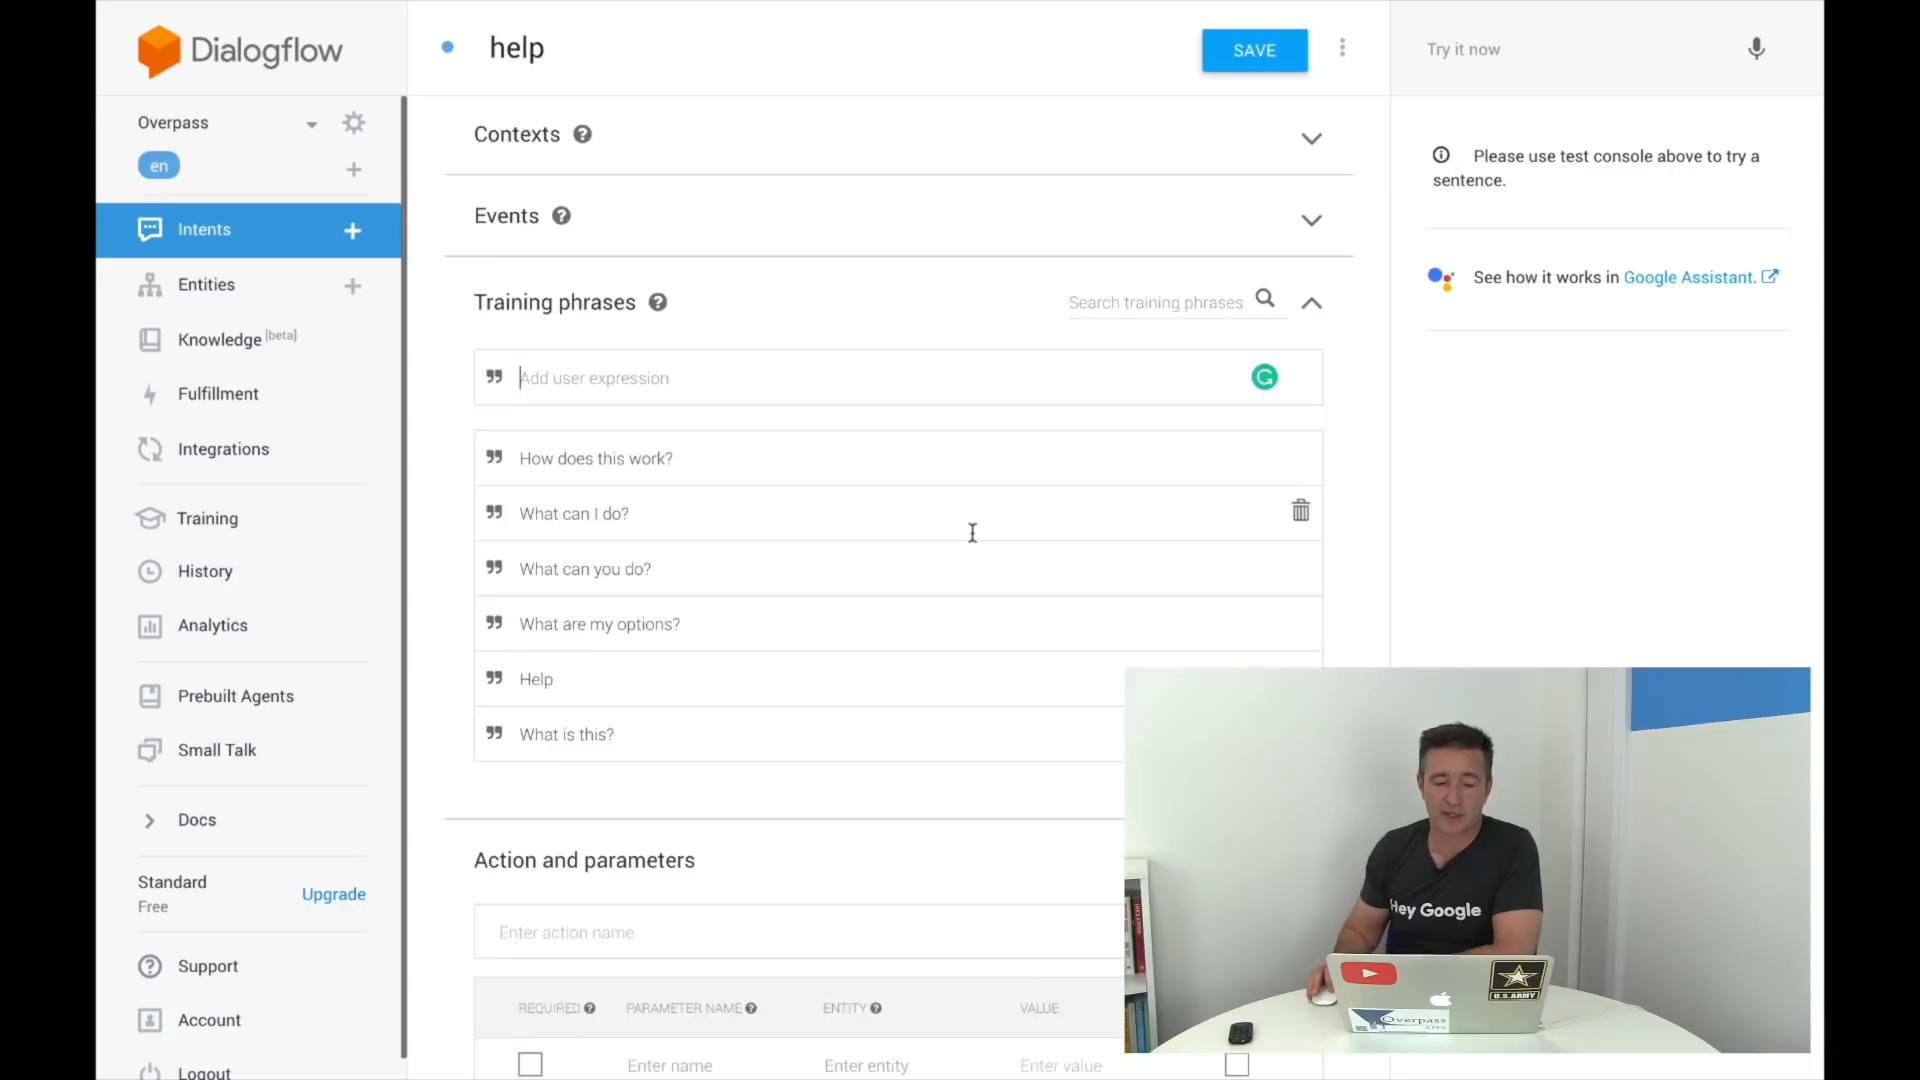 Dialogflow
help
SAVE
Try it now
Overpass
en
Intents
Entities
Knowledge [beta]
Fulfillment
Integrations
Training
History
Analytics
Prebuilt Agents
Small Talk
Docs
Standard
Free
Upgrade
Support
Account
Logout
Contexts
Events
Training phrases
Search training phrases
Add user expression
How does this work?
What can I do?
What can you do?
What are my options?
Help
What is this?
Action and parameters
Enter action name
REQUIRED PARAMETER NAME ENTITY VALUE
Enter name Enter entity Enter value
Please use test console above to try a
sentence.
See how it works in Google Assistant.
Hey Google
U.S.ARMY
Overpass
APPS